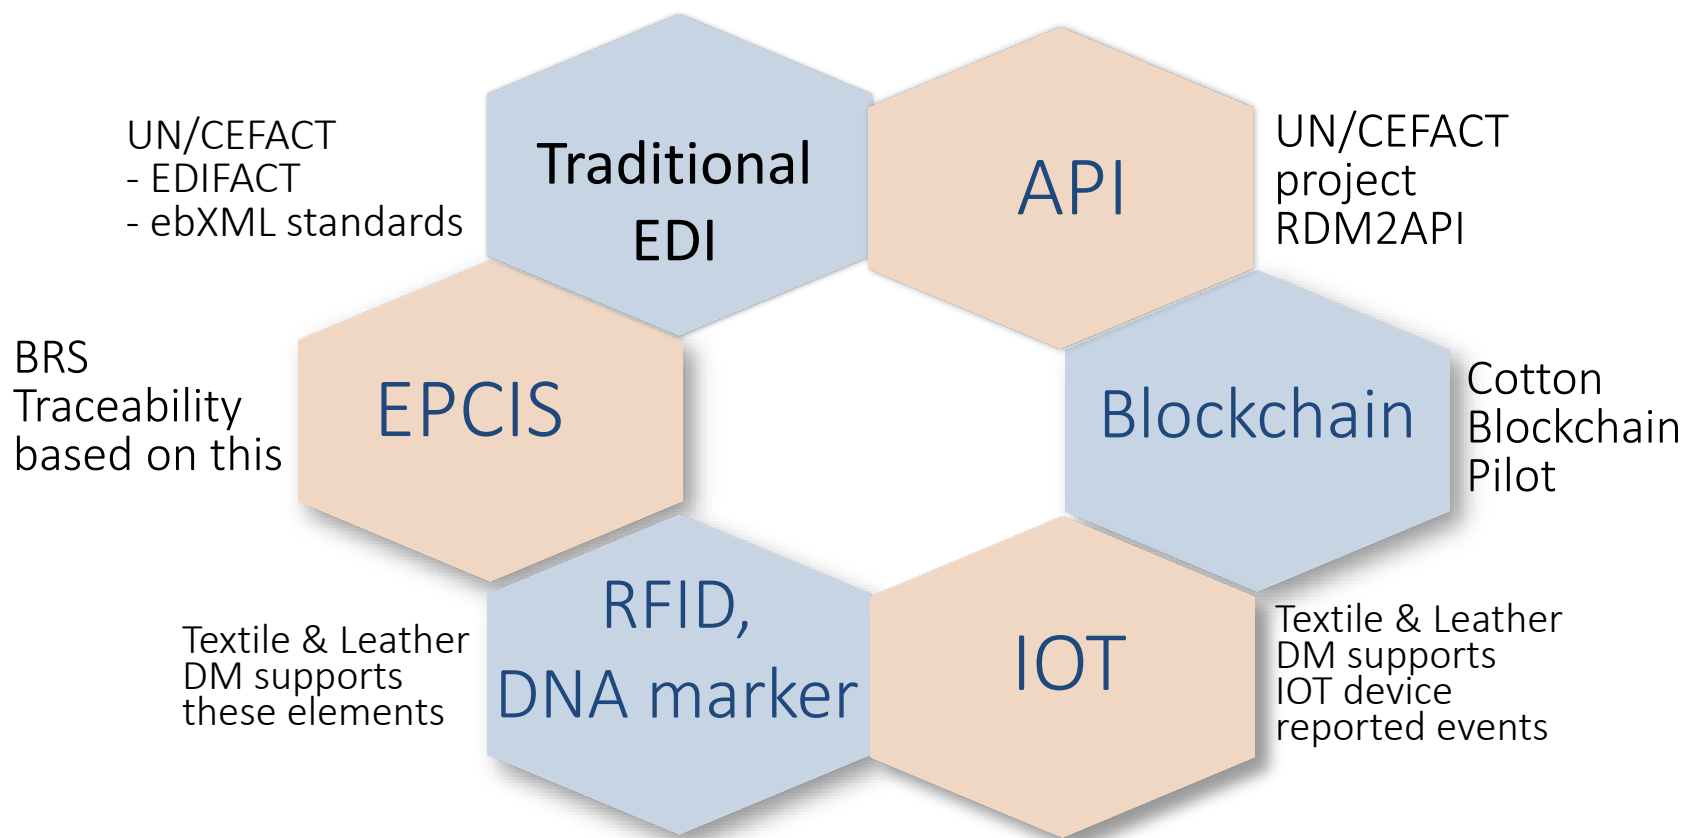 UN/CEFACT
- EDIFACT
- ebXML standards
Traditional
EDI
API
UN/CEFACT
project
RDM2API
BRS
Traceability
based on this
EPCIS
Blockchain
Cotton
Blockchain
Pilot
Textile & Leather
DM supports
these elements
RFID,
DNA marker
IOT
Textile & Leather
DM supports
IOT device
reported events